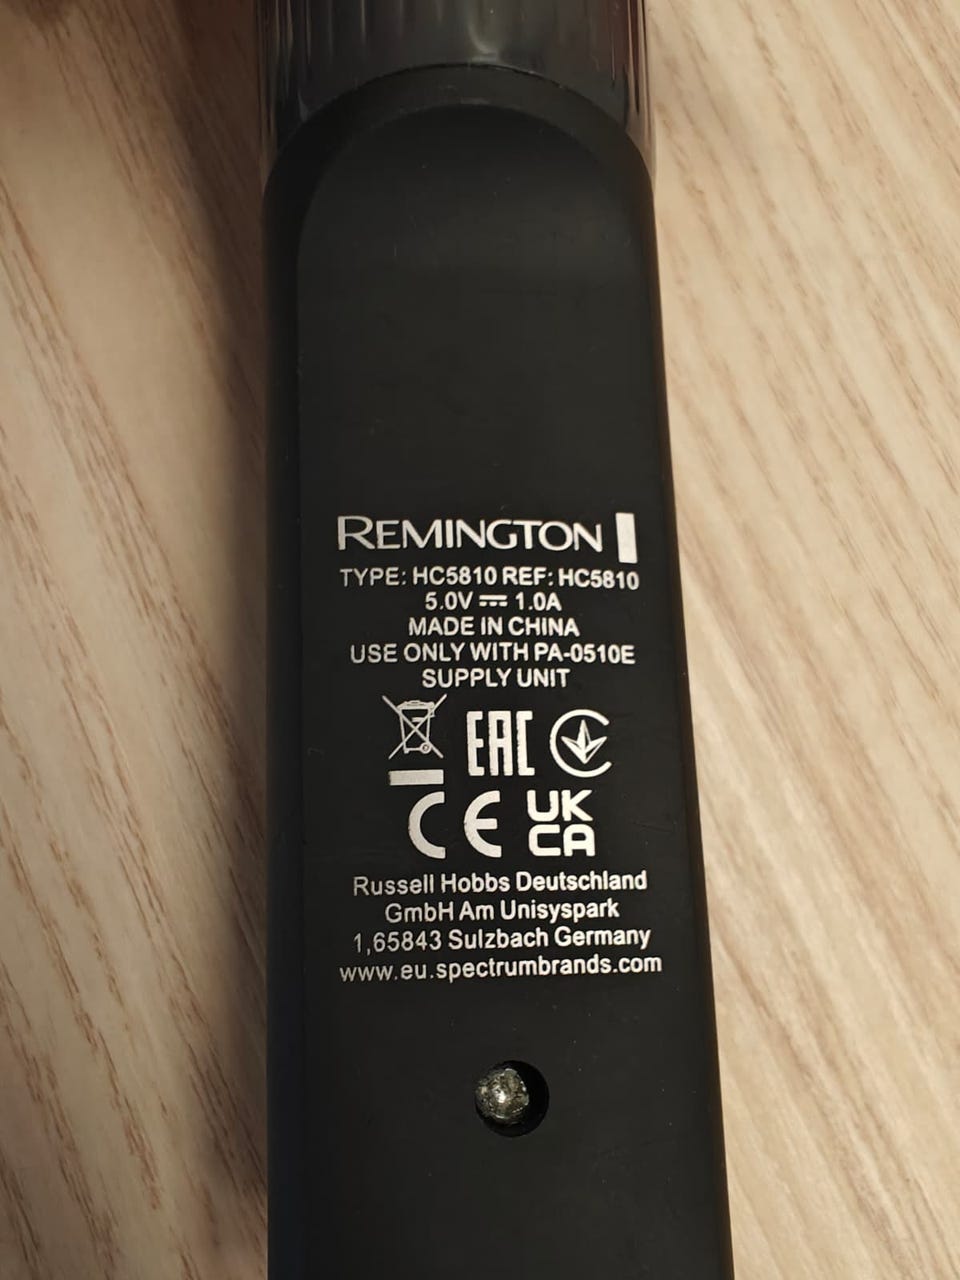 REMINGTON
TYPE: HC5810 REF: HC5810
5.0V ⎓ 1.0A
MADE IN CHINA
USE ONLY WITH PA-0510E
SUPPLY UNIT
EAC
CE UK
CA
Russell Hobbs Deutschland
GmbH Am Unisyspark
1,65843 Sulzbach Germany
www.eu.spectrumbrands.com